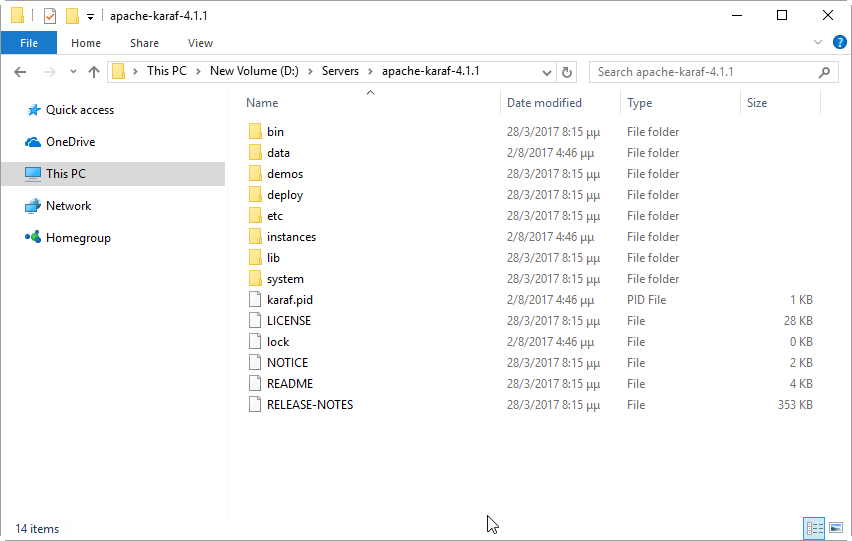 apache-karaf-4.1.1
File Home Share View
This PC New Volume (D:) Servers apache-karaf-4.1.1 Search apache-karaf-4.1.1
Quick access
OneDrive
This PC
Network
Homegroup
Name Date modified Type Size
bin 28/3/2017 8:15 μμ File folder
data 2/8/2017 4:46 μμ File folder
demos 28/3/2017 8:15 μμ File folder
deploy 28/3/2017 8:15 μμ File folder
etc 28/3/2017 8:15 μμ File folder
instances 2/8/2017 4:46 μμ File folder
lib 28/3/2017 8:15 μμ File folder
system 28/3/2017 8:15 μμ File folder
karaf.pid 2/8/2017 4:46 μμ PID File 1 KB
LICENSE 28/3/2017 8:15 μμ File 28 KB
lock 2/8/2017 4:46 μμ File 0 KB
NOTICE 28/3/2017 8:15 μμ File 2 KB
README 28/3/2017 8:15 μμ File 4 KB
RELEASE-NOTES 28/3/2017 8:15 μμ File 353 KB
14 items